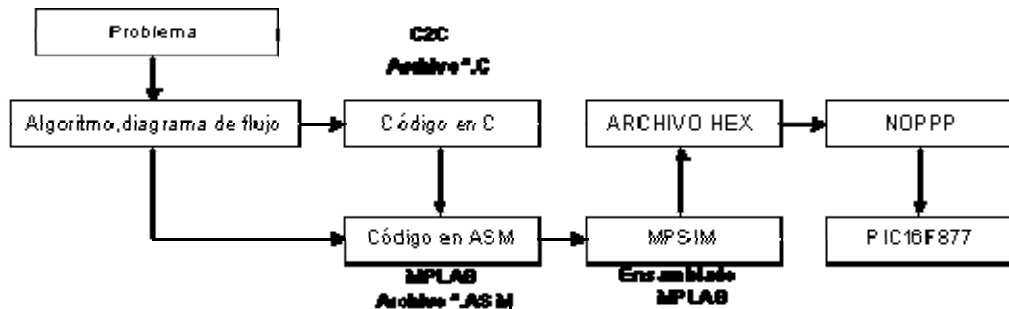 Problema
C2C
Archivo *.C
Algoritmo,diagrama de flujo
Código en C
ARCHIVO HEX
NOPPP
Código en ASM
MPSIM
PIC16F877
MPLAB
Archivo *.ASM
Ensamblado
MPLAB